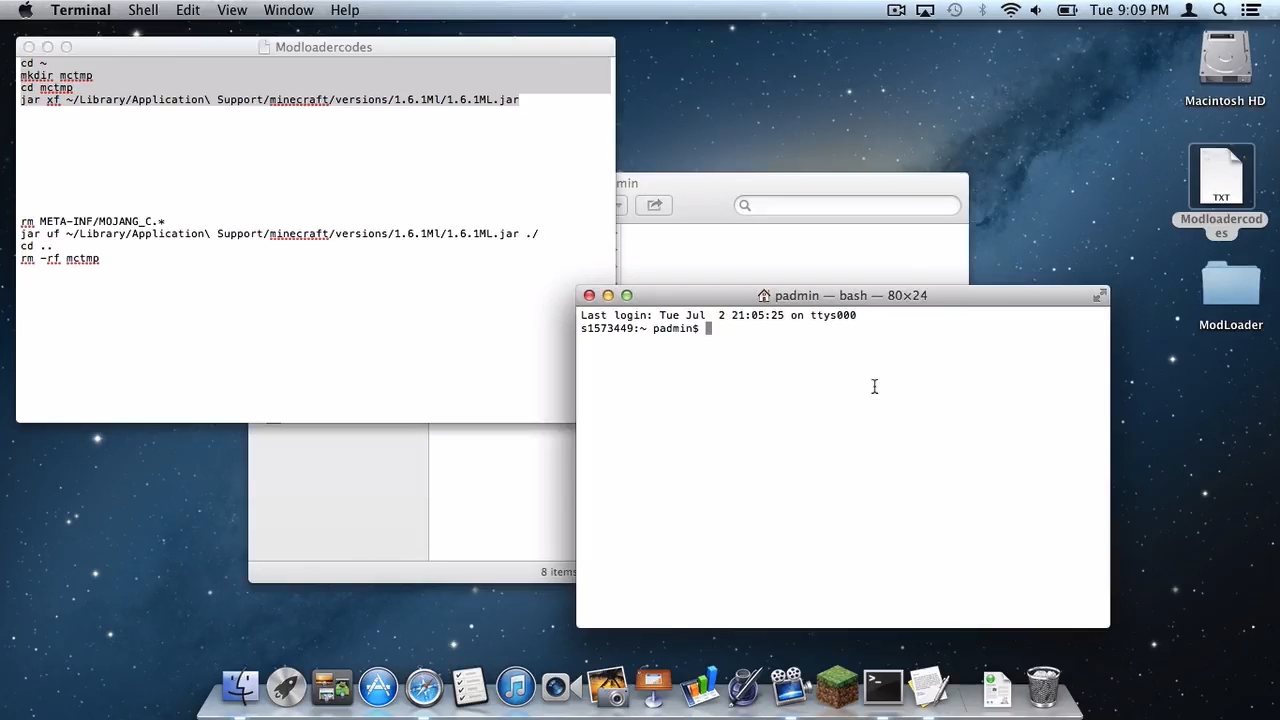 Terminal Shell Edit View Window Help
Tue 9:09 PM
Modloadercodes
cd ~
mkdir mctmp
cd mctmp
jar xf ~/Library/Application\ Support/minecraft/versions/1.6.1Ml/1.6.1ML.jar
rm META-INF/MOJANG_C.*
jar uf ~/Library/Application\ Support/minecraft/versions/1.6.1Ml/1.6.1ML.jar ./
cd ..
rm -rf mctmp
min
8 items
padmin — bash — 80×24
Last login: Tue Jul  2 21:05:25 on ttys000
s1573449:~ padmin$
Macintosh HD
TXT
Modloadercod
es
ModLoader